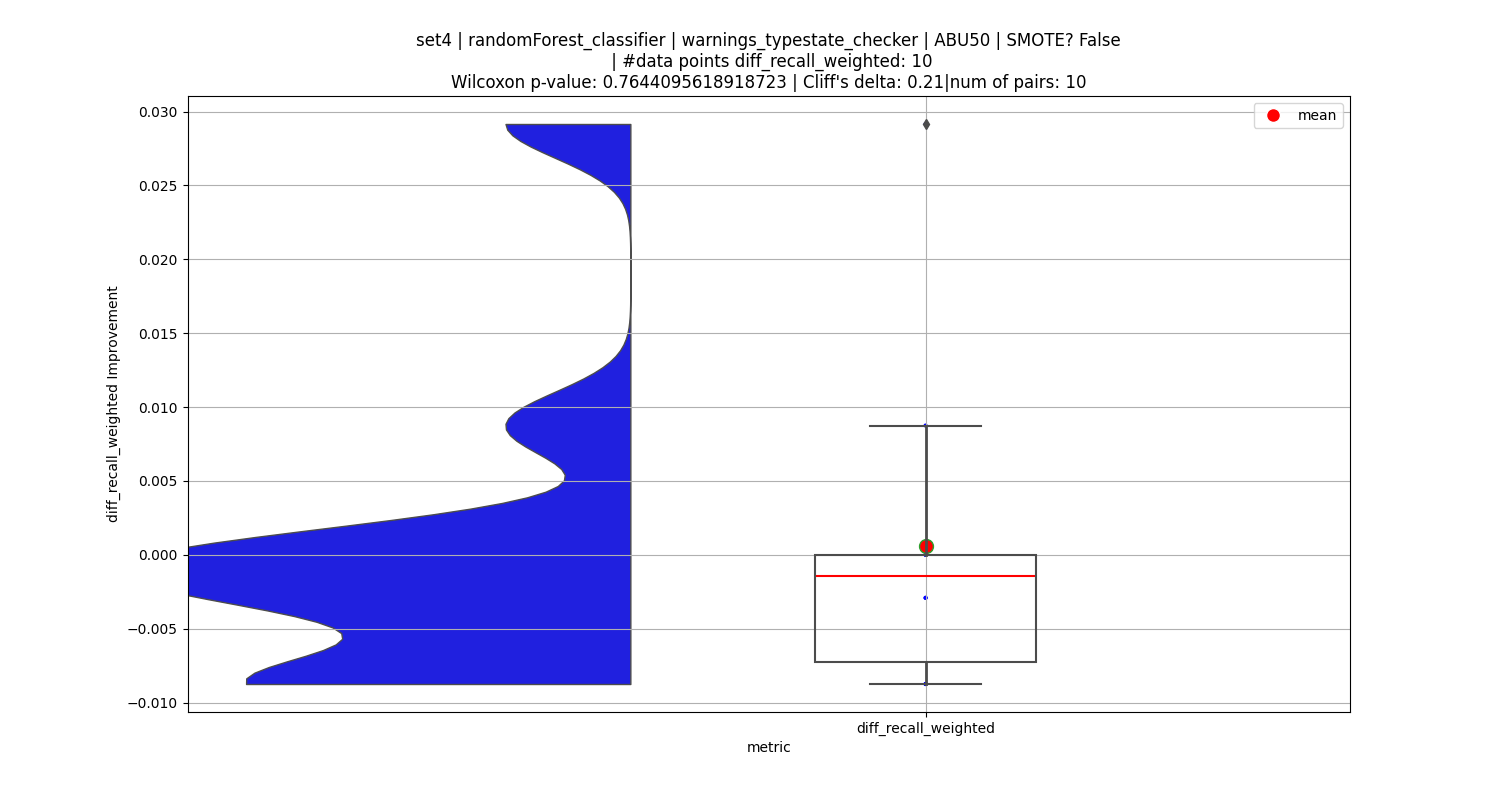 set4 | randomForest_classifier | warnings_typestate_checker | ABU50 | SMOTE? False
| #data points diff_recall_weighted: 10
Wilcoxon p-value: 0.7644095618918723 | Cliff's delta: 0.21|num of pairs: 10
mean
0.030
0.025
0.020
0.015
0.010
0.005
0.000
−0.005
−0.010
diff_recall_weighted Improvement
diff_recall_weighted
metric